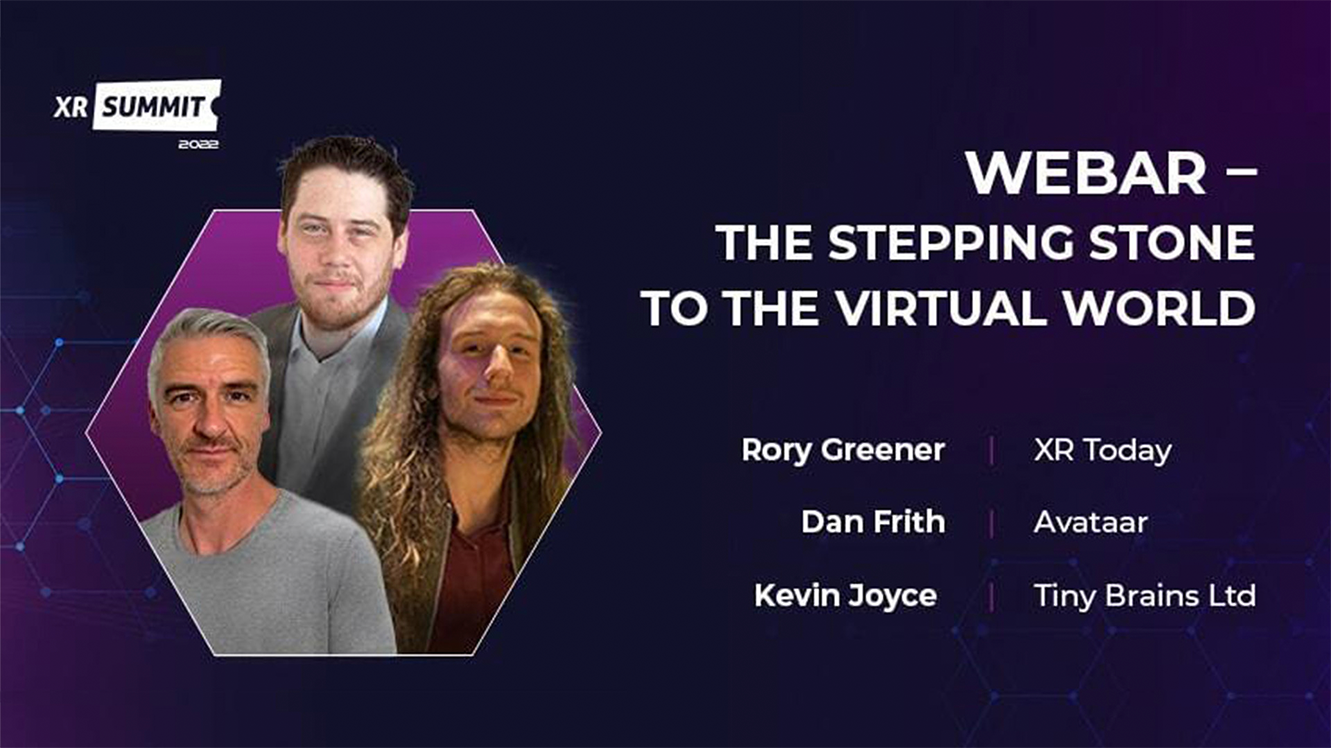 XR SUMMIT
2022
WEBAR –
THE STEPPING STONE
TO THE VIRTUAL WORLD
Rory Greener | XR Today
Dan Frith | Avataar
Kevin Joyce | Tiny Brains Ltd